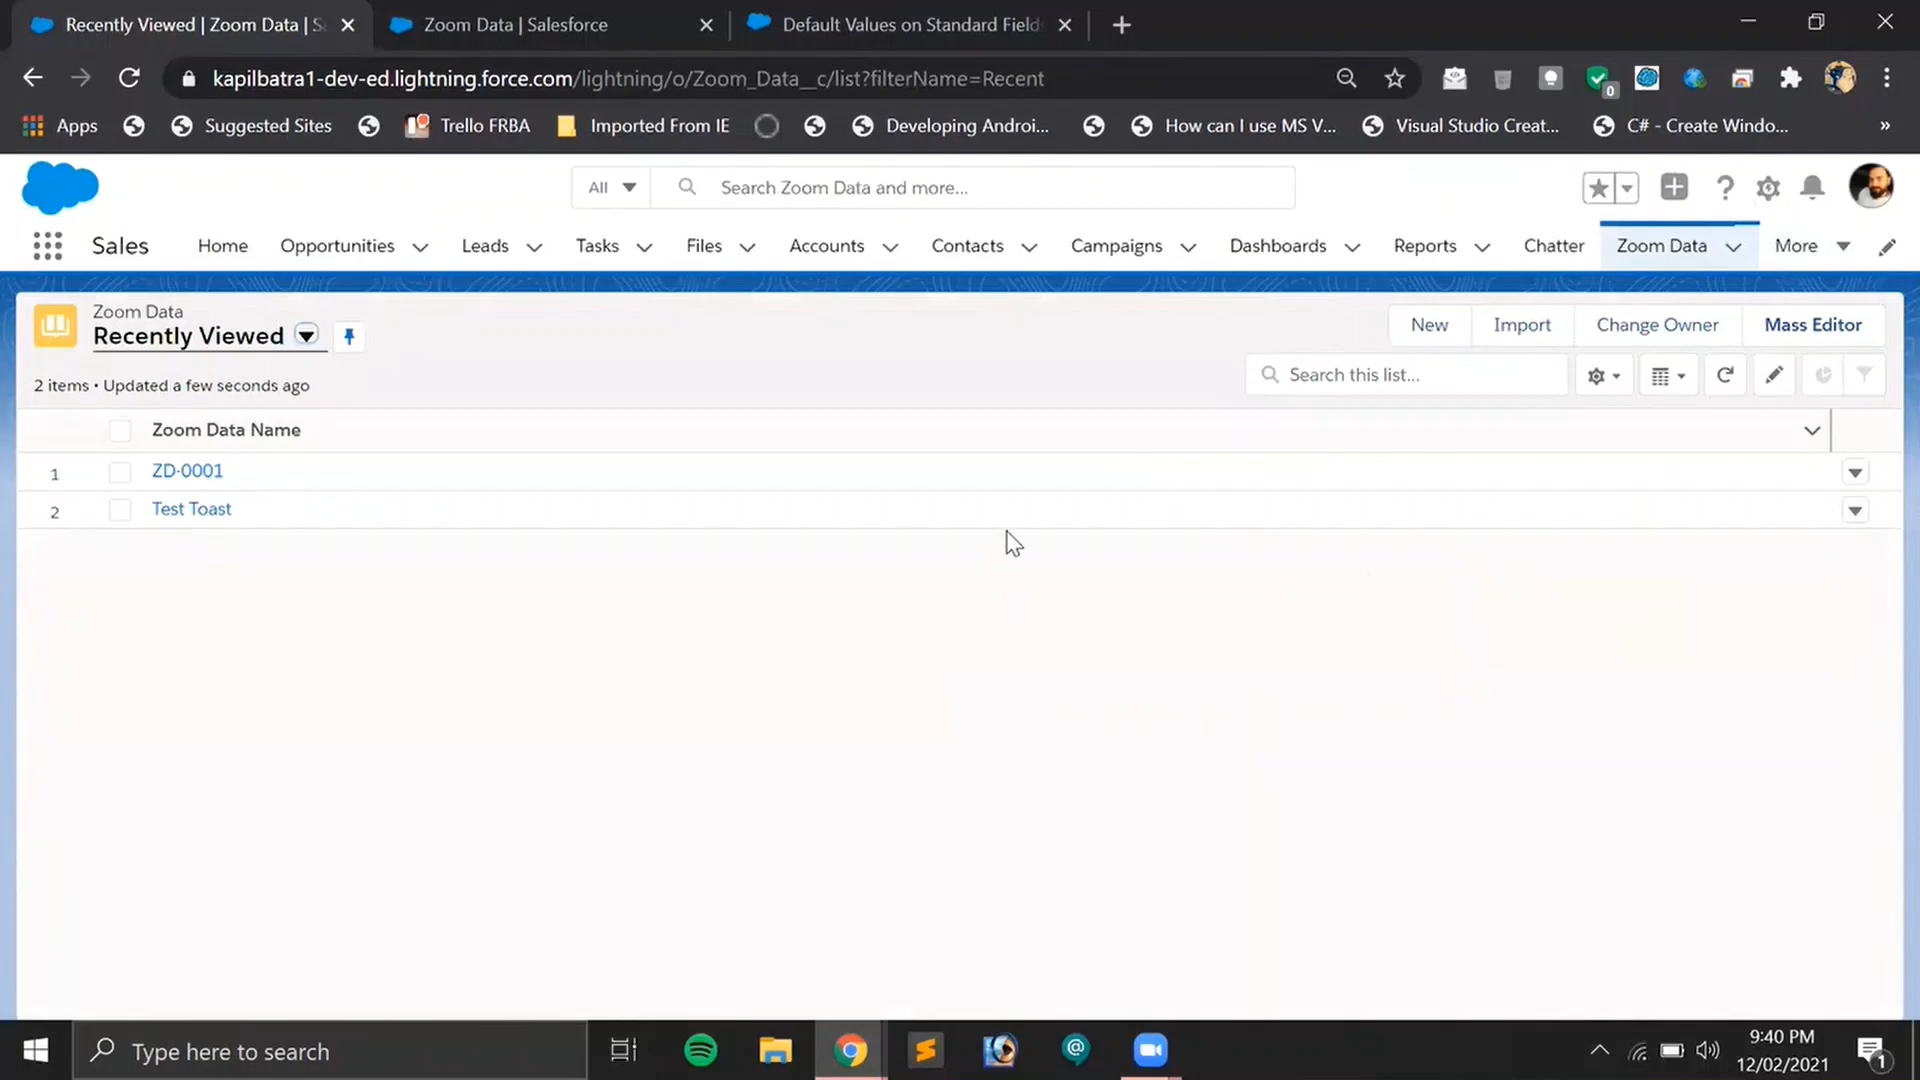 Recently Viewed | Zoom Data | S
Zoom Data | Salesforce
Default Values on Standard Field
kapilbatra1-dev-ed.lightning.force.com/lightning/o/Zoom_Data__c/list?filterName=Recent
0
Apps
Suggested Sites
Trello FRBA
Imported From IE
Developing Androi...
How can I use MS V...
Visual Studio Creat...
C# - Create Windo...
»
All
Search Zoom Data and more...
Sales
Home
Opportunities
Leads
Tasks
Files
Accounts
Contacts
Campaigns
Dashboards
Reports
Chatter
Zoom Data
More
Zoom Data
Recently Viewed
New
Import
Change Owner
Mass Editor
2 items • Updated a few seconds ago
Search this list...
Zoom Data Name
1
ZD-0001
2
Test Toast
Type here to search
9:40 PM
12/02/2021
1